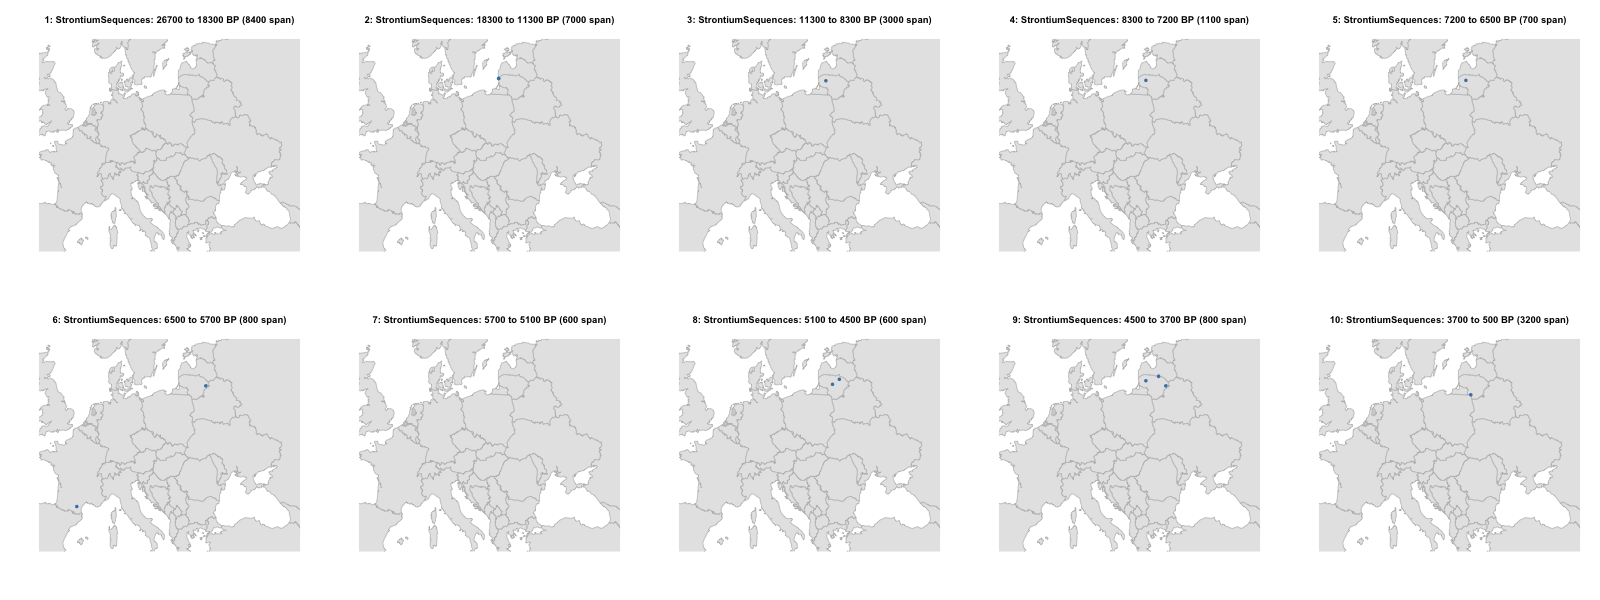 1: StrontiumSequences: 26700 to 18300 BP (8400 span)
2: StrontiumSequences: 18300 to 11300 BP (7000 span)
3: StrontiumSequences: 11300 to 8300 BP (3000 span)
4: StrontiumSequences: 8300 to 7200 BP (1100 span)
5: StrontiumSequences: 7200 to 6500 BP (700 span)
6: StrontiumSequences: 6500 to 5700 BP (800 span)
7: StrontiumSequences: 5700 to 5100 BP (600 span)
8: StrontiumSequences: 5100 to 4500 BP (600 span)
9: StrontiumSequences: 4500 to 3700 BP (800 span)
10: StrontiumSequences: 3700 to 500 BP (3200 span)